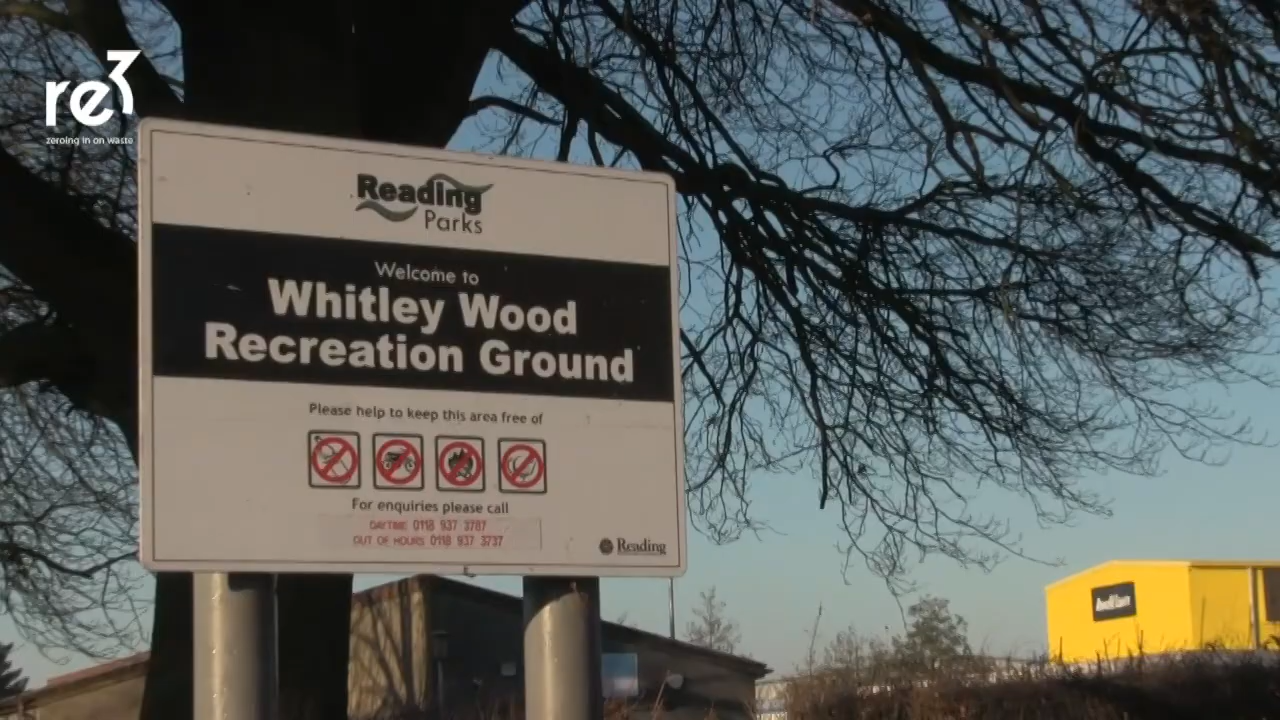 re3
zeroing in on waste
Reading
Parks
Welcome to
Whitley Wood
Recreation Ground
Please help to keep this area free of
For enquiries please call
DAYTIME 0118 937 3787
OUT OF HOURS 0118 937 3737
Reading